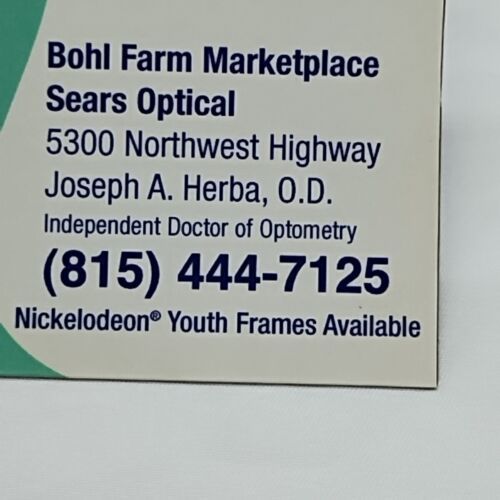 Bohl Farm Marketplace
Sears Optical
5300 Northwest Highway
Joseph A. Herba, O.D.
Independent Doctor of Optometry
(815) 444-7125
Nickelodeon® Youth Frames Available